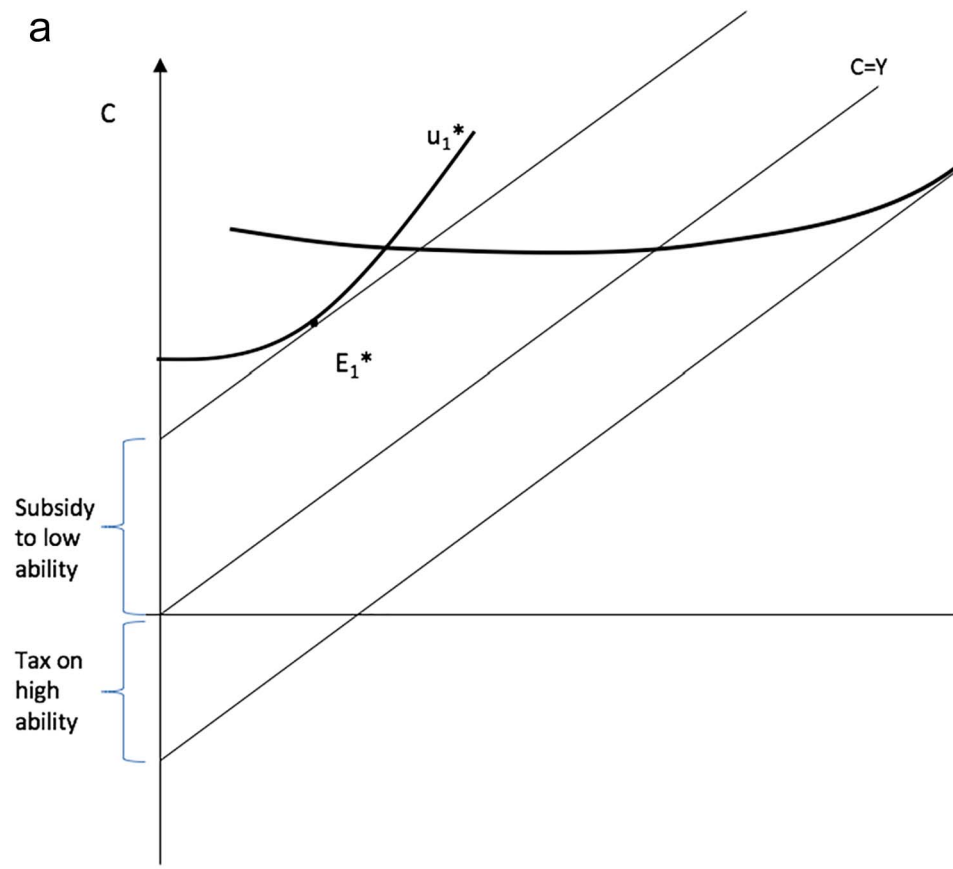 a
C=Y
C
u₁*
E₁*
Subsidy
to low
ability
Tax on
high
ability